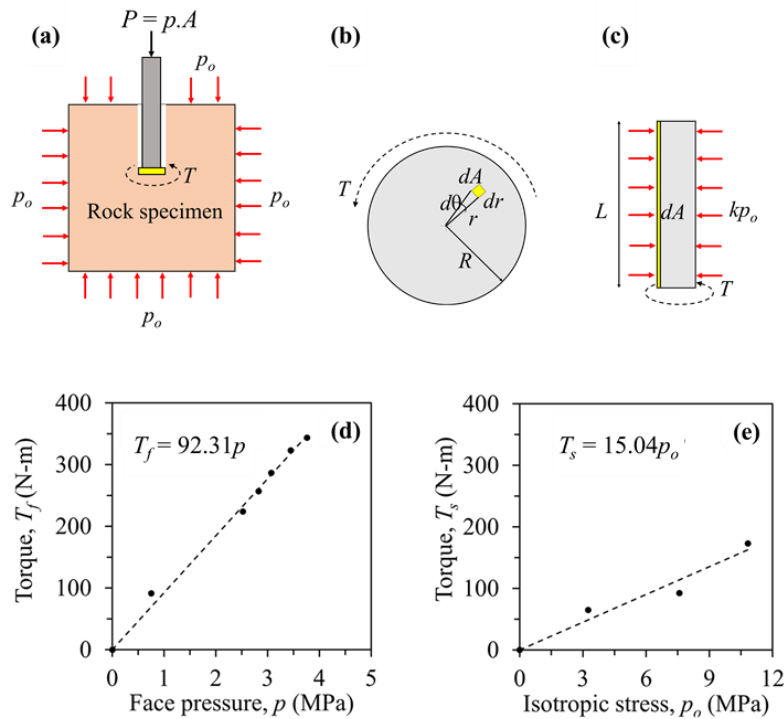 (a)
P = p.A
p_o
p_o
T
p_o
Rock specimen
p_o
(b)
T
dA
dθ
dr
r
R
(c)
L
dA
kp_o
T
(d)
T_f = 92.31p
Torque, T_f (N-m)
400
300
200
100
0
0 1 2 3 4 5
Face pressure, p (MPa)
(e)
T_s = 15.04p_o
Torque, T_s (N-m)
400
300
200
100
0
0 3 6 9 12
Isotropic stress, p_o (MPa)